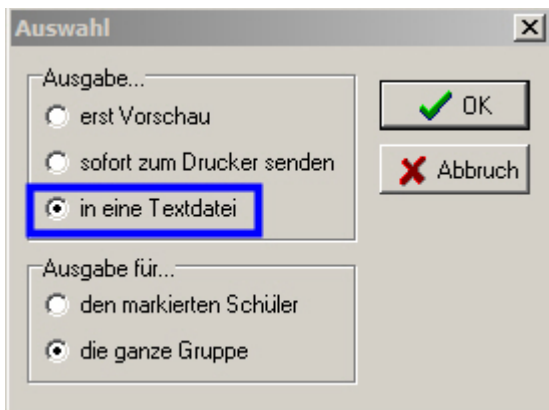 Auswahl
Ausgabe...
erst Vorschau
sofort zum Drucker senden
in eine Textdatei
OK
Abbruch
Ausgabe für...
den markierten Schüler
die ganze Gruppe